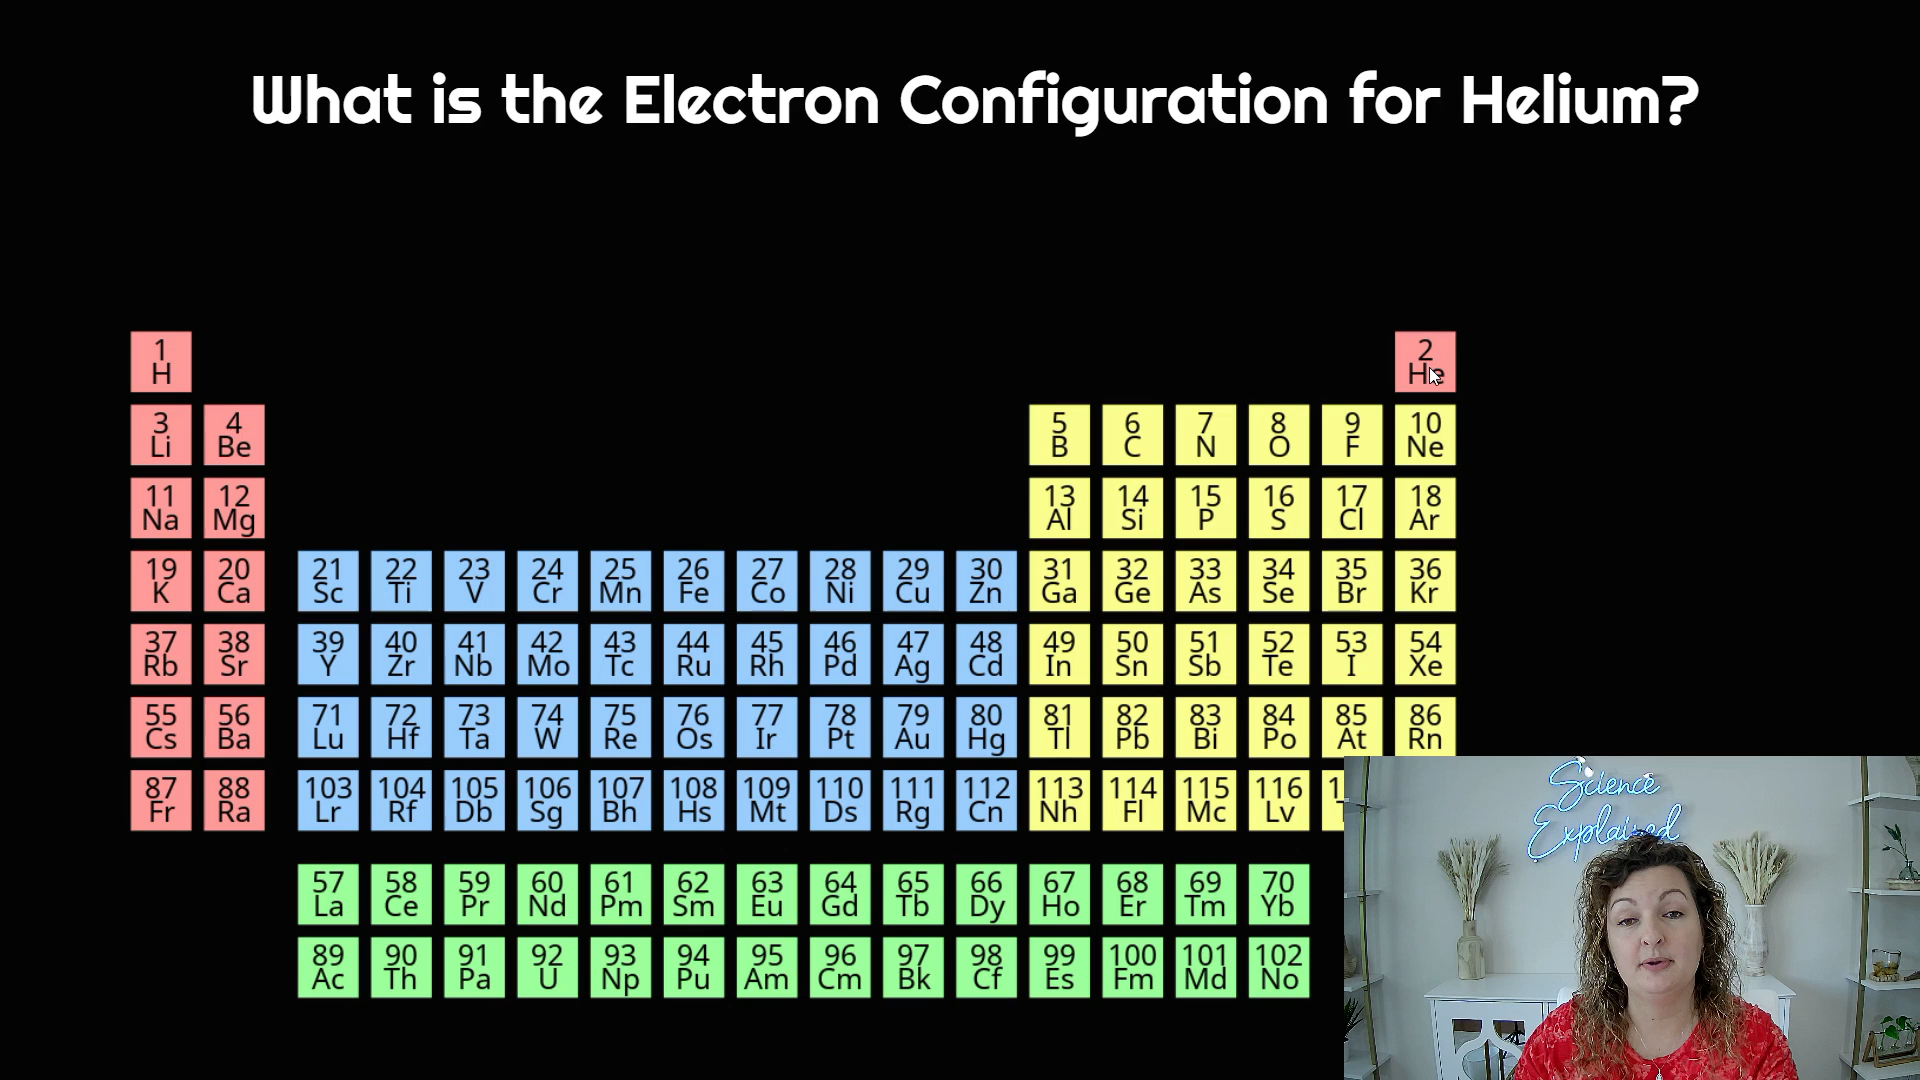 What is the Electron Configuration for Helium?
1 2
H He
3 4 5 6 7 8 9 10
Li Be B C N O F Ne
11 12 13 14 15 16 17 18
Na Mg Al Si P S Cl Ar
19 20 21 22 23 24 25 26 27 28 29 30 31 32 33 34 35 36
K Ca Sc Ti V Cr Mn Fe Co Ni Cu Zn Ga Ge As Se Br Kr
37 38 39 40 41 42 43 44 45 46 47 48 49 50 51 52 53 54
Rb Sr Y Zr Nb Mo Tc Ru Rh Pd Ag Cd In Sn Sb Te I Xe
55 56 71 72 73 74 75 76 77 78 79 80 81 82 83 84 85 86
Cs Ba Lu Hf Ta W Re Os Ir Pt Au Hg Tl Pb Bi Po At Rn
87 88 103 104 105 106 107 108 109 110 111 112 113 114 115 116
Fr Ra Lr Rf Db Sg Bh Hs Mt Ds Rg Cn Nh Fl Mc Lv
57 58 59 60 61 62 63 64 65 66 67 68 69 70
La Ce Pr Nd Pm Sm Eu Gd Tb Dy Ho Er Tm Yb
89 90 91 92 93 94 95 96 97 98 99 100 101 102
Ac Th Pa U Np Pu Am Cm Bk Cf Es Fm Md No
Science
Explained